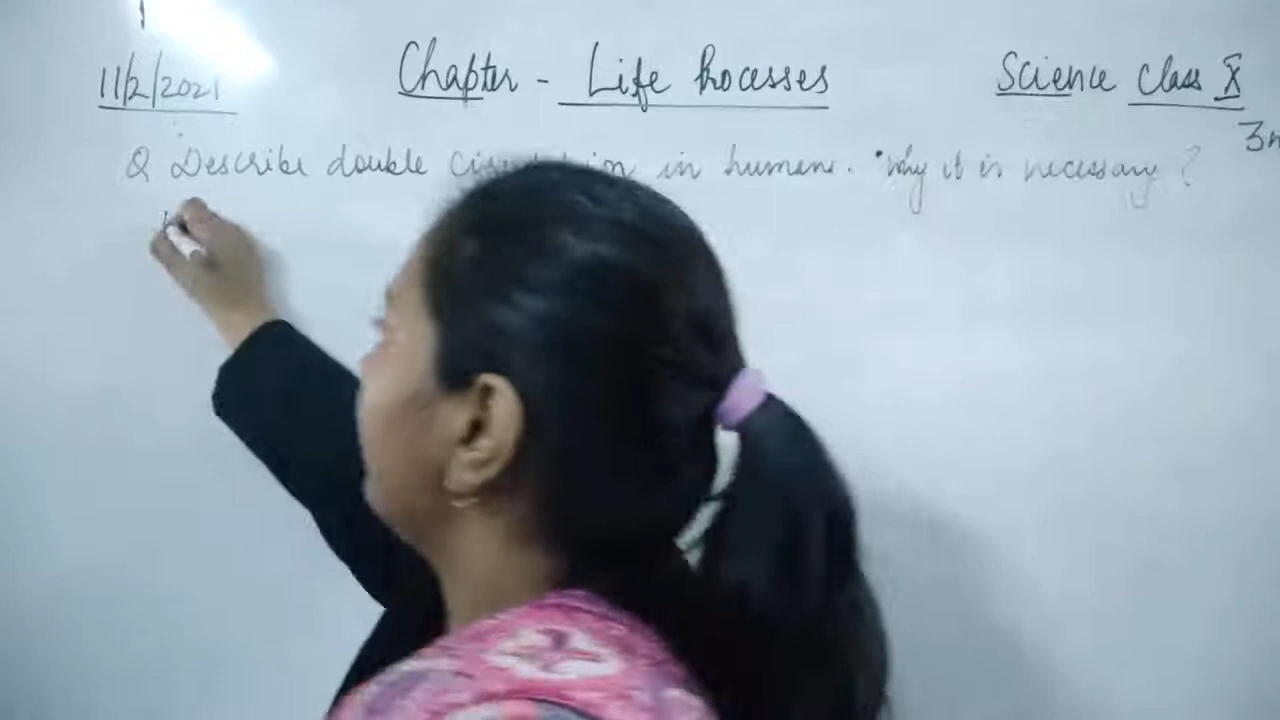 11/2/2021 Chapter - Life Processes Science Class X
Q Describe double in humans. Why it is necessary ?